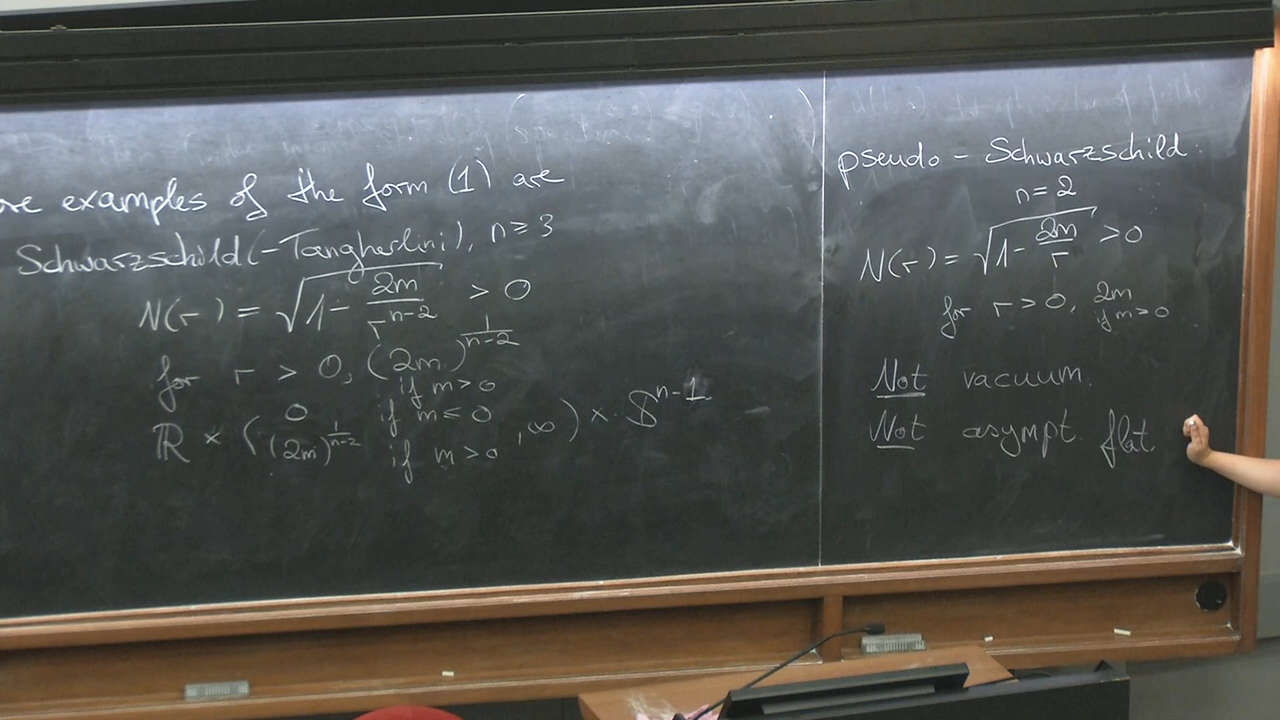 re examples of the form (1) are
Schwarzschild(-Tangherlini), n ≥ 3
N(r) = √(1 - 2m/r^{n-2}) > 0
for r > 0, (2m)^{1/(n-2)}
if m > 0
0 if m ≤ 0
ℝ × ( , ∞) × S^{n-1}
(2m)^{1/(n-2)} if m > 0
pseudo - Schwarzschild.
n = 2
N(r) = √(1 - 2m/r) > 0
for r > 0, 2m
if m > 0
Not vacuum.
Not asympt. flat